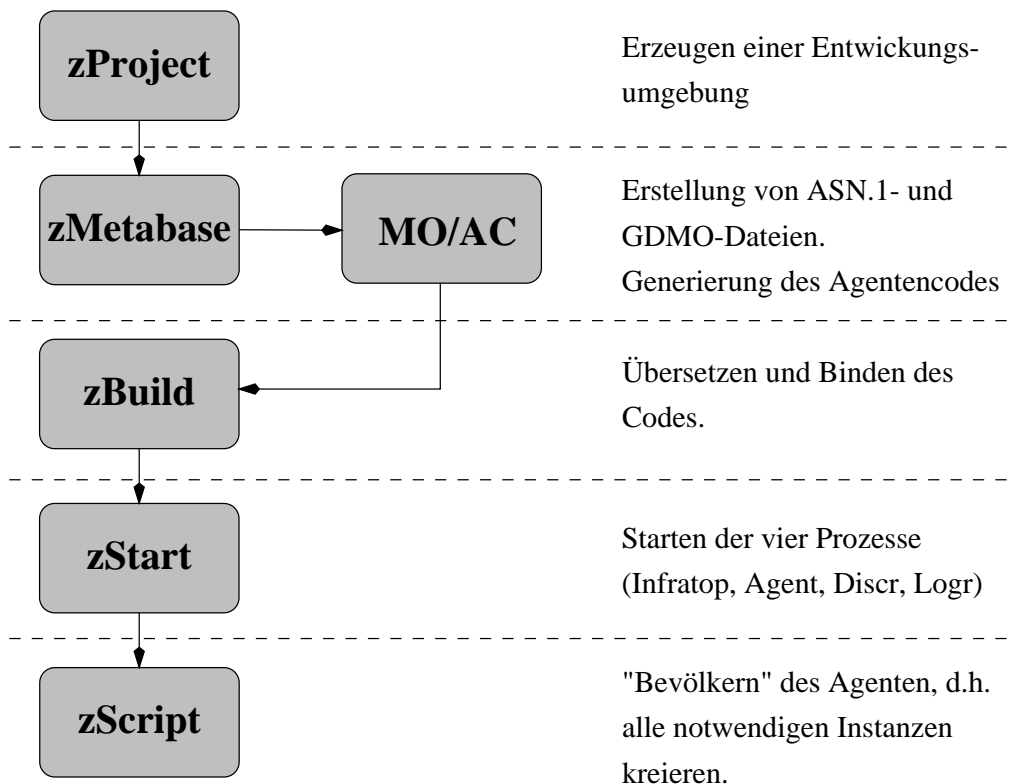 zProject
Erzeugen einer Entwickungs-
umgebung
zMetabase
MO/AC
Erstellung von ASN.1- und
GDMO-Dateien.
Generierung des Agentencodes
zBuild
Übersetzen und Binden des
Codes.
zStart
Starten der vier Prozesse
(Infratop, Agent, Discr, Logr)
zScript
"Bevölkern" des Agenten, d.h.
alle notwendigen Instanzen
kreieren.